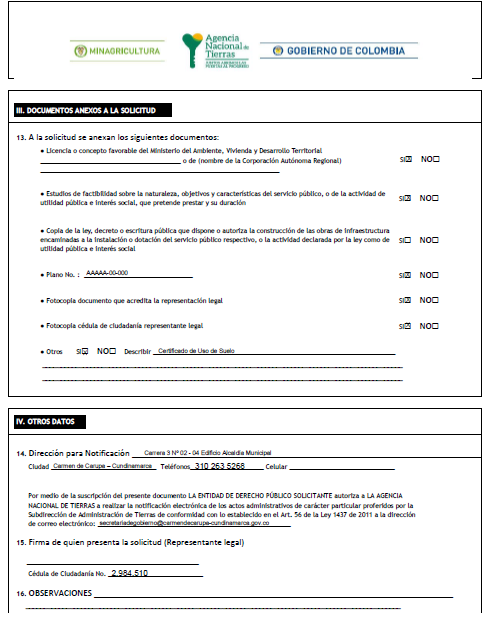 MINAGRICULTURA
Agencia
Nacional de
Tierras
GOBIERNO DE COLOMBIA
III. DOCUMENTOS ANEXOS A LA SOLICITUD
13. A la solicitud se anexan los siguientes documentos:
• Licencia o concepto favorable del Ministerio del Ambiente, Vivienda y Desarrollo Territorial
o de (nombre de la Corporación Autónoma Regional) SI☒ NO☐
• Estudios de factibilidad sobre la naturaleza, objetivos y características del servicio público, o de la actividad de
utilidad pública e interés social, que pretende prestar y su duración SI☒ NO☐
• Copia de la ley, decreto o escritura pública que dispone o autoriza la construcción de las obras de infraestructura
encaminadas a la instalación o dotación del servicio público respectivo, o la actividad declarada por la ley como de
utilidad pública e interés social SI☐ NO☐
• Plano No. : AAAAA-00-000 SI☒ NO☐
• Fotocopia documento que acredita la representación legal SI☒ NO☐
• Fotocopia cédula de ciudadanía representante legal SI☒ NO☐
• Otros SI☒ NO☐ Describir Certificado de Uso de Suelo
IV. OTROS DATOS
14. Dirección para Notificación Carrera 3 Nº 02 - 04 Edificio Alcaldía Municipal
Ciudad Carmen de Carupa – Cundinamarca Teléfonos 310 263 5268 Celular
Por medio de la suscripción del presente documento LA ENTIDAD DE DERECHO PÚBLICO SOLICITANTE autoriza a LA AGENCIA
NACIONAL DE TIERRAS a realizar la notificación electrónica de los actos administrativos de carácter particular proferidos por la
Subdirección de Administración de Tierras de conformidad con lo establecido en el Art. 56 de la Ley 1437 de 2011 a la dirección
de correo electrónico: secretariadegobierno@carmendecarupa-cundinamarca.gov.co
15. Firma de quien presenta la solicitud (Representante legal)
Cédula de Ciudadanía No. 2.984.510
16. OBSERVACIONES